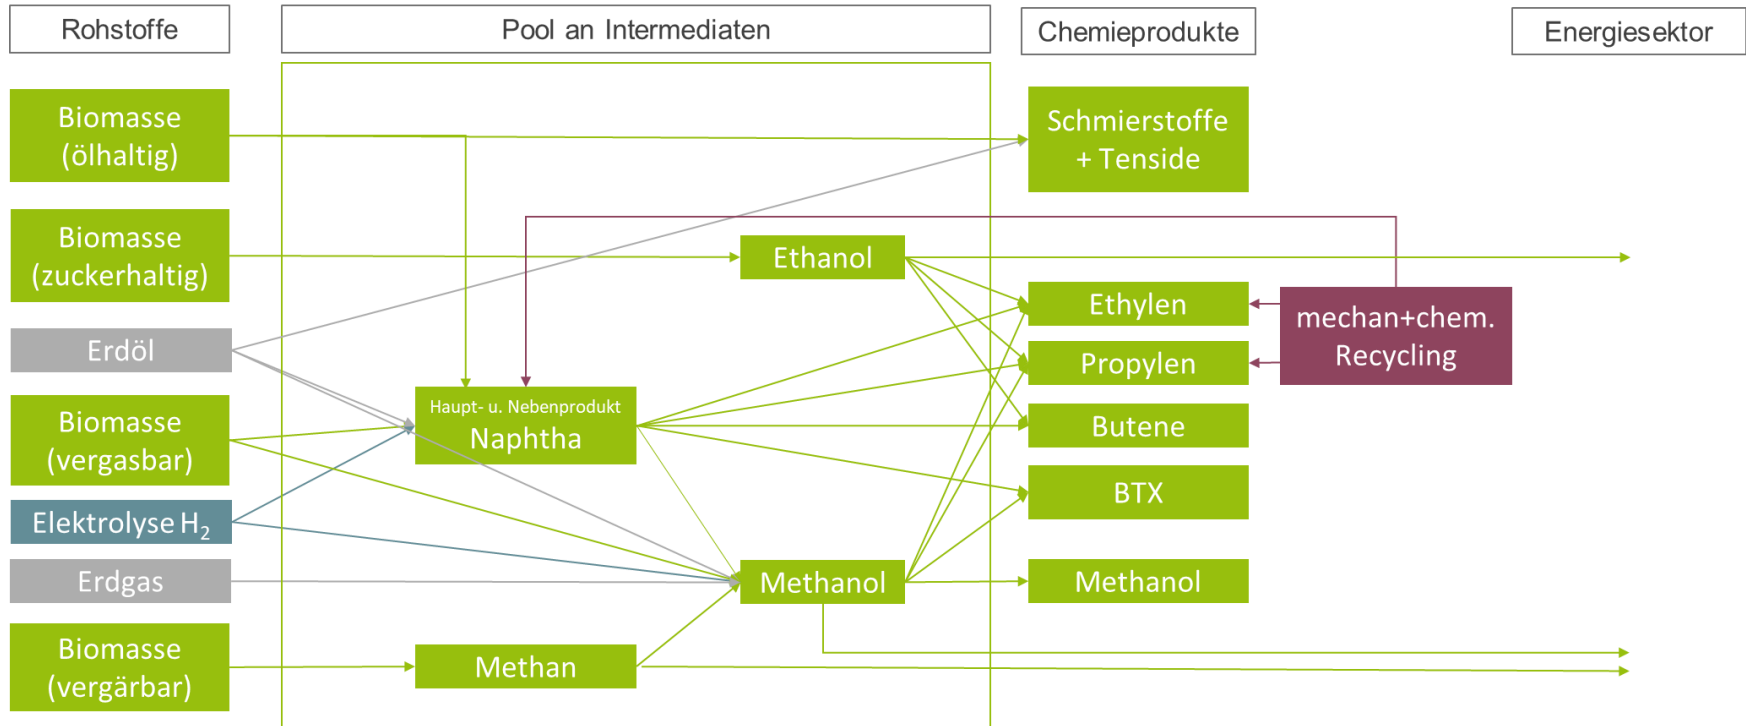 Rohstoffe
Pool an Intermediaten
Chemieprodukte
Energiesektor
Biomasse
(ölhaltig)
Schmierstoffe
+ Tenside
Biomasse
(zuckerhaltig)
Ethanol
Ethylen
mechan+chem.
Recycling
Erdöl
Propylen
Biomasse
(vergasbar)
Haupt- u. Nebenprodukt
Naphtha
Butene
BTX
Elektrolyse H₂
Erdgas
Methanol
Methanol
Biomasse
(vergärbar)
Methan